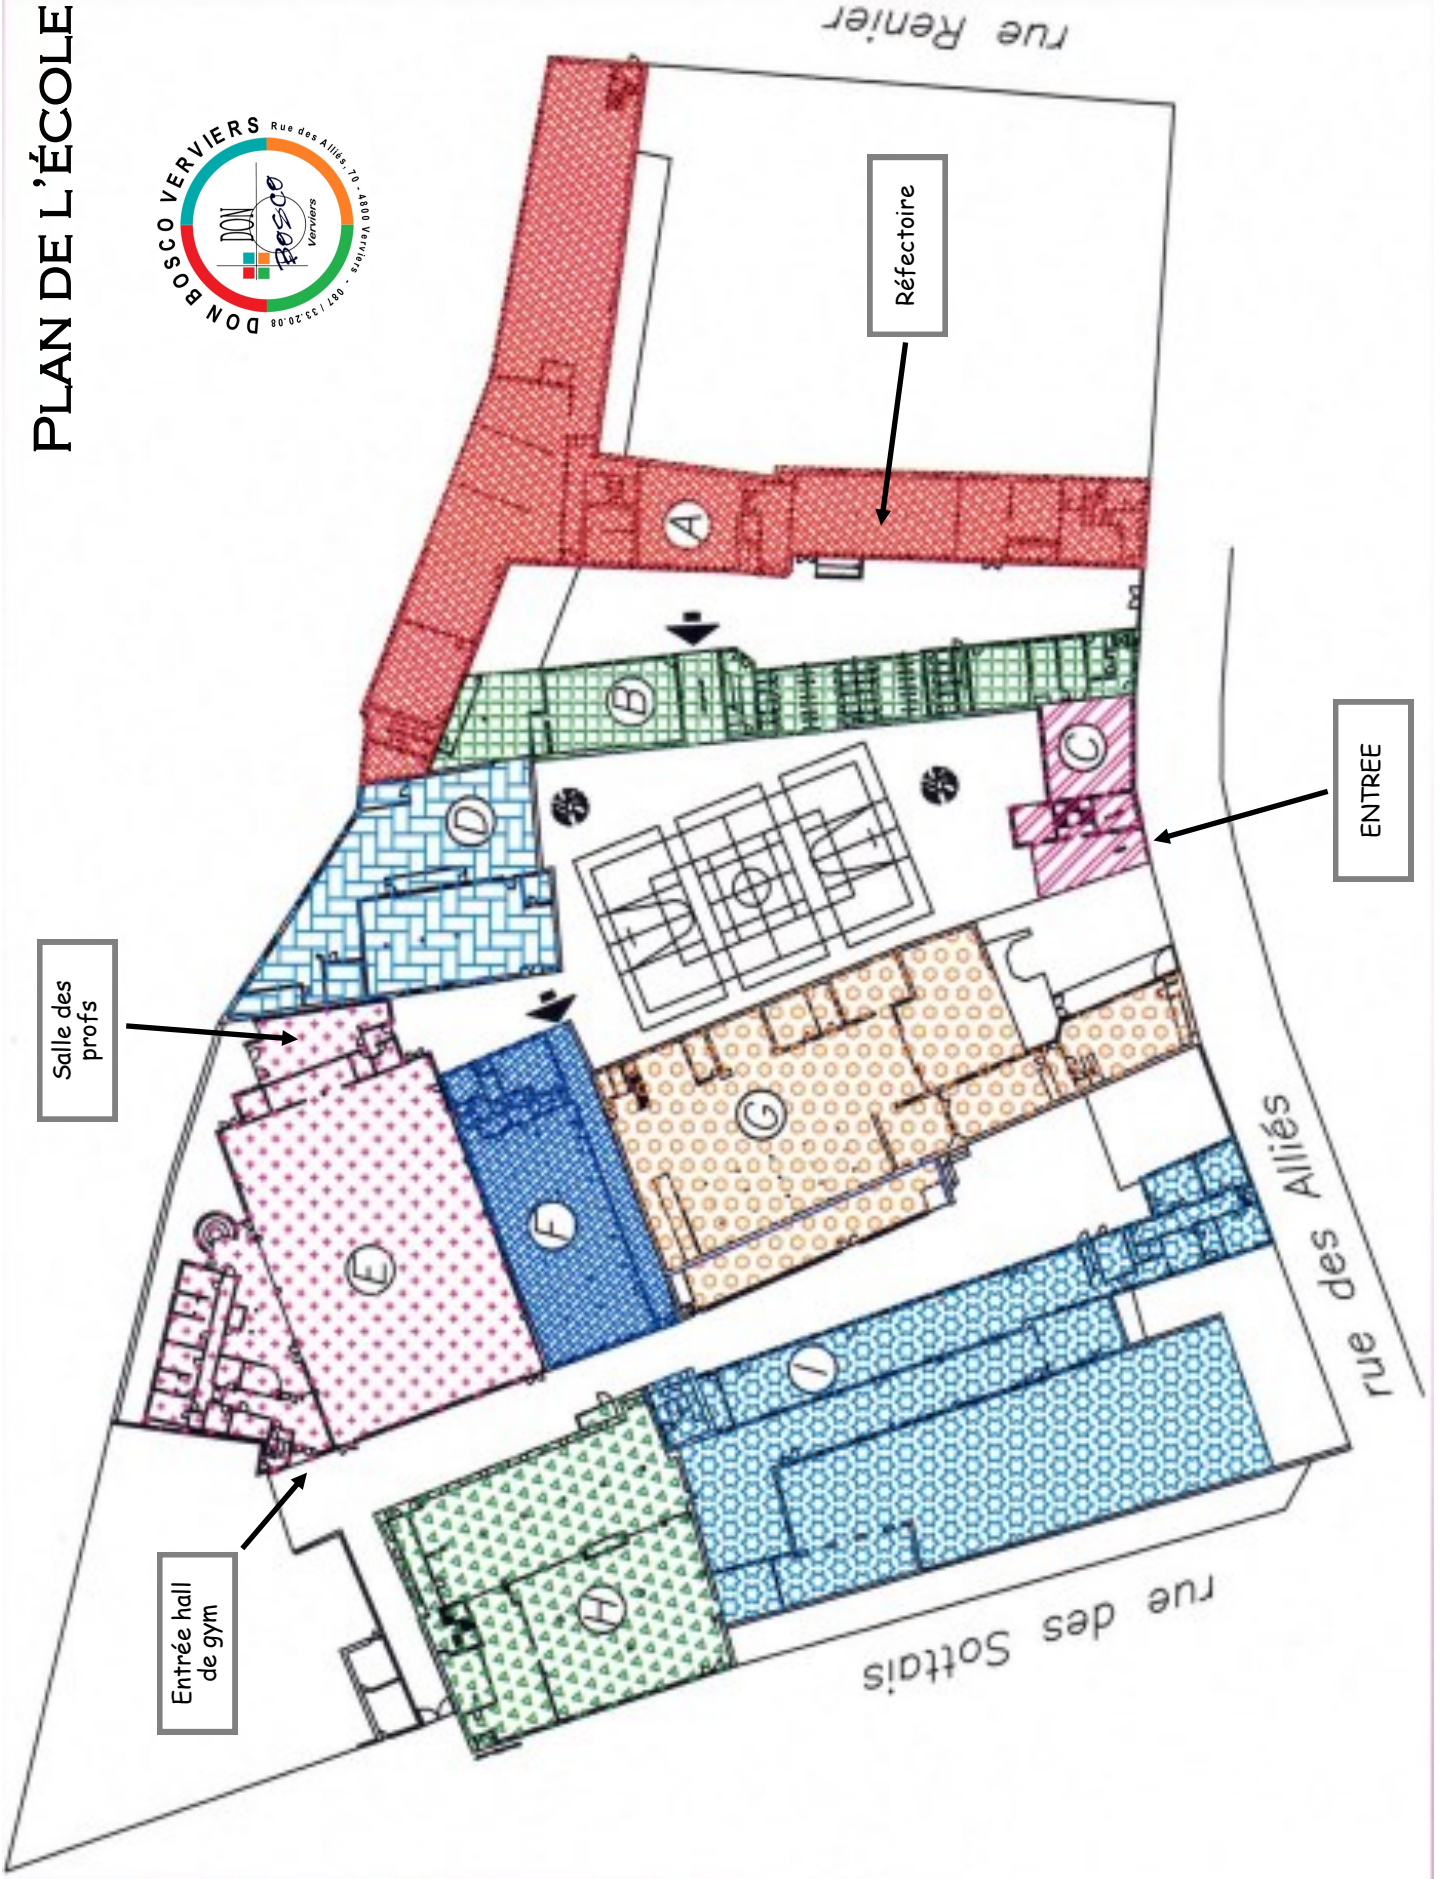 PLAN DE L'ÉCOLE
DON BOSCO VERVIERS
Rue des Alliés, 70 - 4800 Verviers - 087 / 33.20.08
DON
BOSCO
Verviers
rue Renier
Réfectoire
A
B
C
D
ENTREE
Salle des
profs
E
F
G
H
I
Entrée hall
de gym
rue des Alliés
rue des Sottais